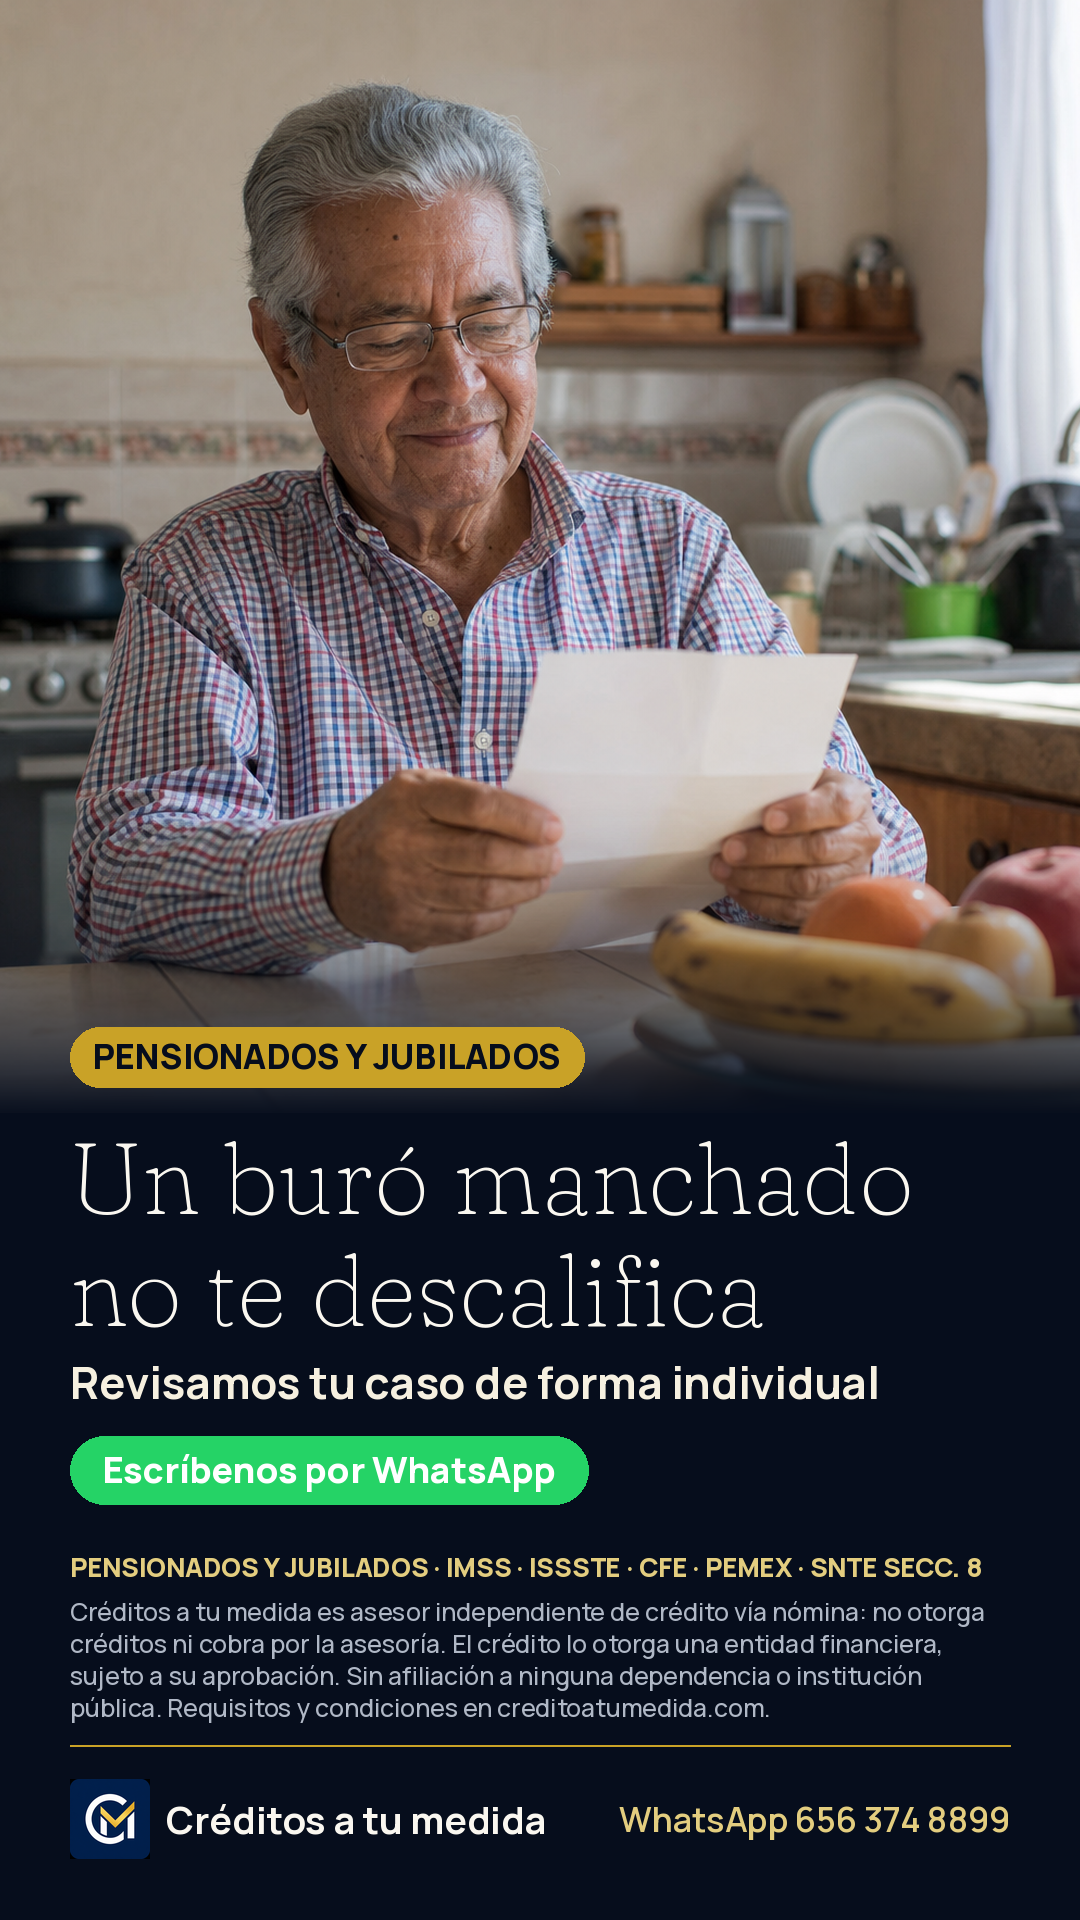 PENSIONADOS Y JUBILADOS
Un buró manchado
no te descalifica
Revisamos tu caso de forma individual
Escríbenos por WhatsApp
PENSIONADOS Y JUBILADOS · IMSS · ISSSTE · CFE · PEMEX · SNTE SECC. 8
Créditos a tu medida es asesor independiente de crédito vía nómina: no otorga
créditos ni cobra por la asesoría. El crédito lo otorga una entidad financiera,
sujeto a su aprobación. Sin afiliación a ninguna dependencia o institución
pública. Requisitos y condiciones en creditoatumedida.com.
Créditos a tu medida
WhatsApp 656 374 8899